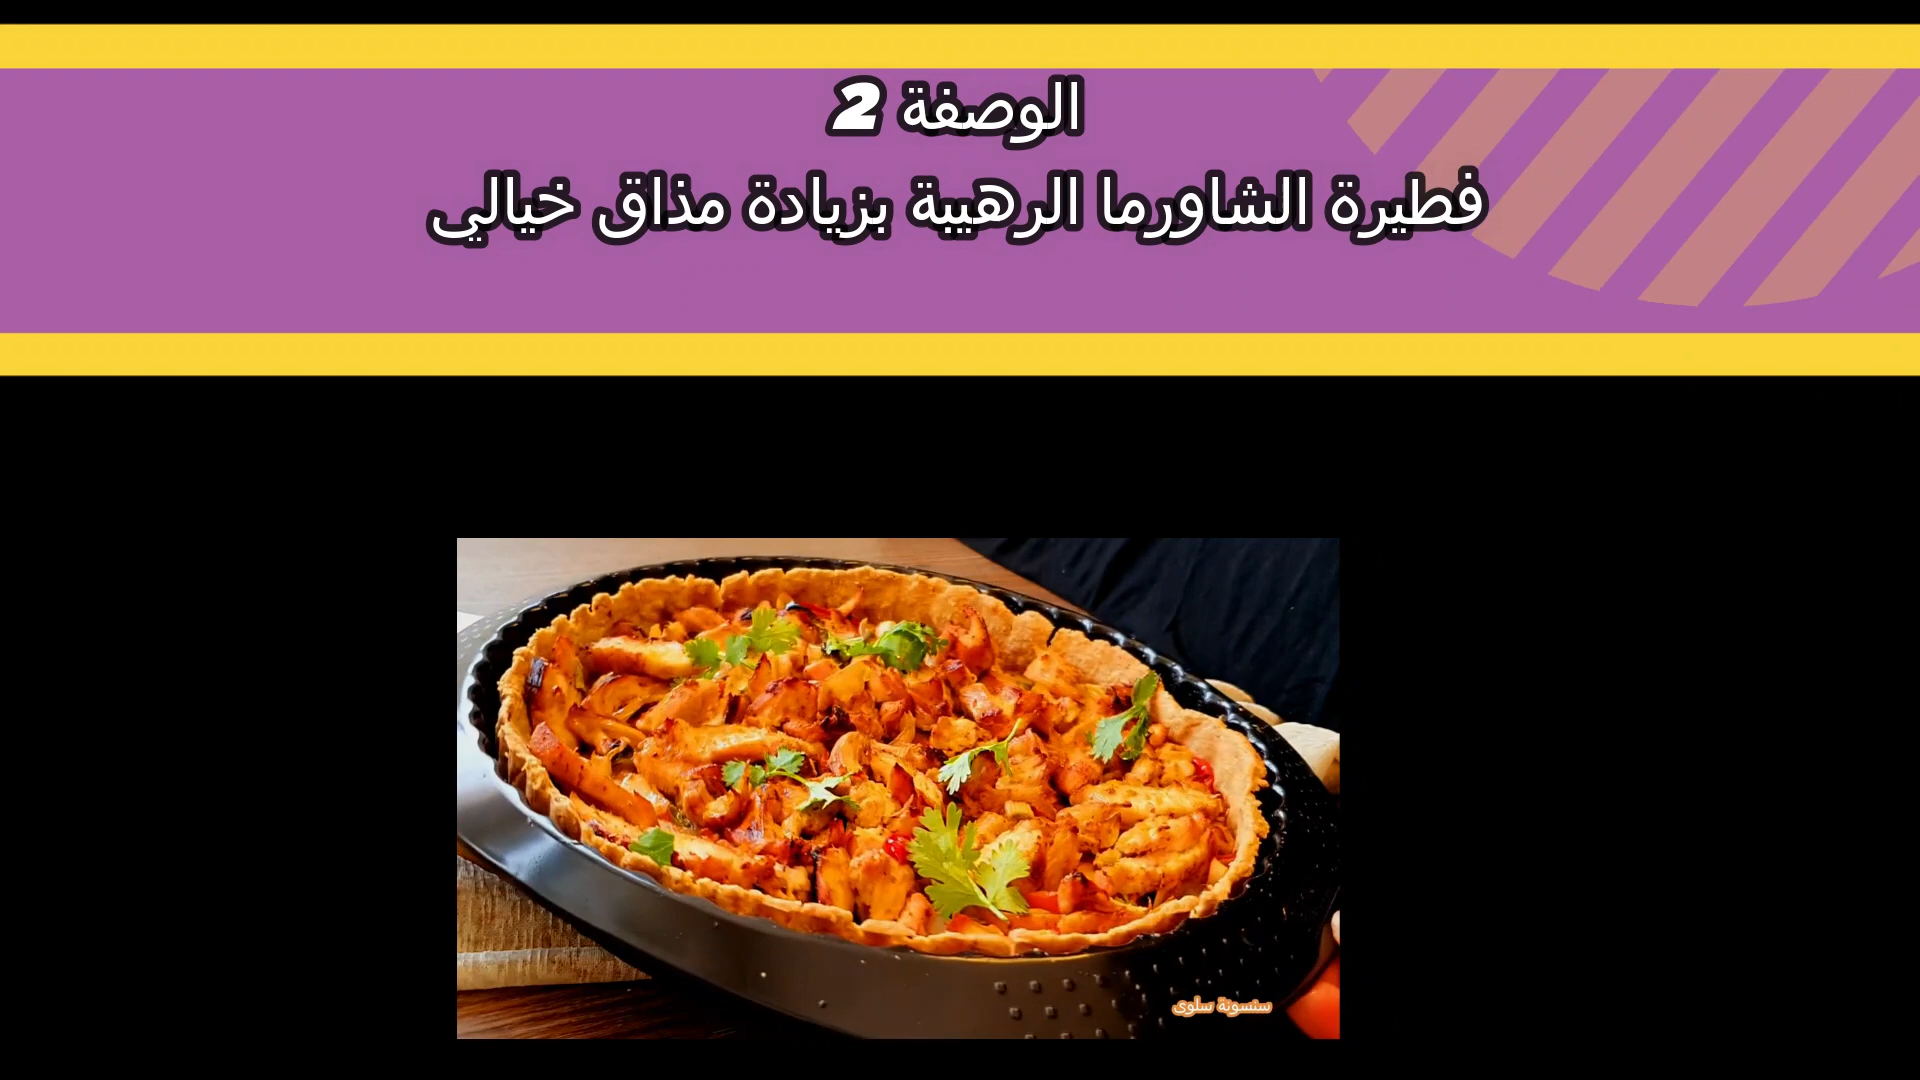 الوصفة 2
فطيرة الشاورما الرهيبة بزيادة مذاق خيالي
سنسونة سلوى